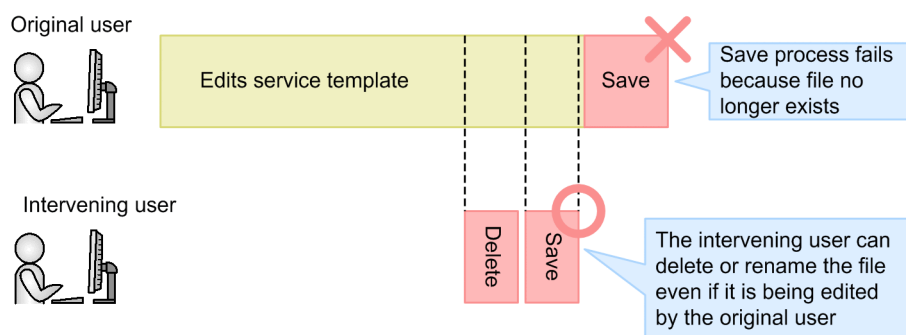 Original user
Edits service template
Save
Save process fails
because file no
longer exists
Intervening user
Delete
Save
The intervening user can
delete or rename the file
even if it is being edited
by the original user